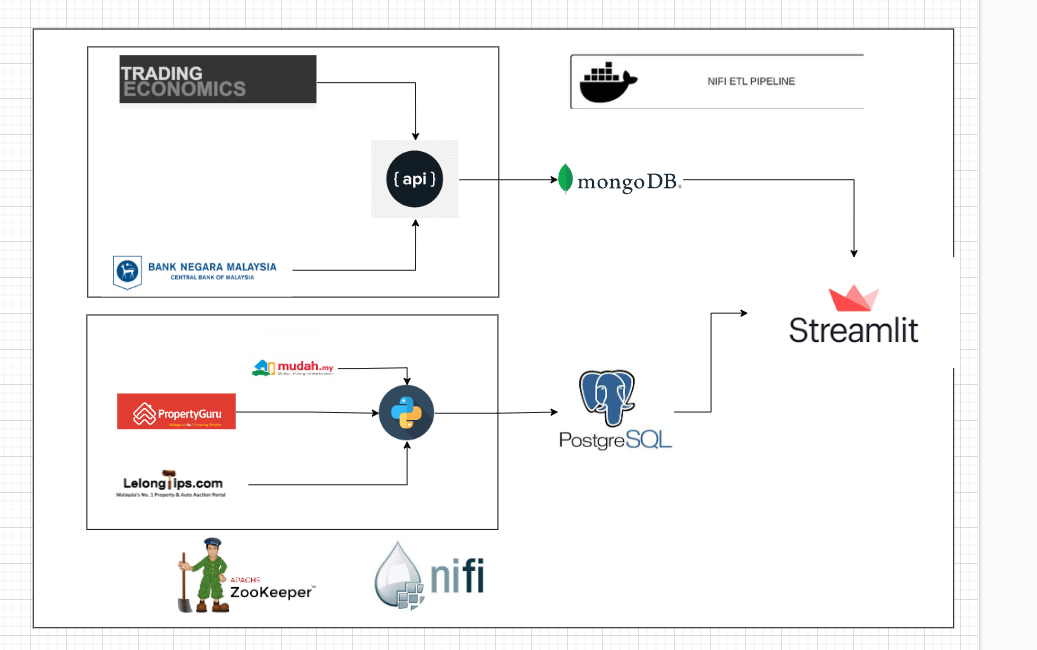 TRADING
ECONOMICS
NIFI ETL PIPELINE
{ api }
mongoDB.
BANK NEGARA MALAYSIA
CENTRAL BANK OF MALAYSIA
Streamlit
mudah.my
PropertyGuru
PostgreSQL
LelongTips.com
Malaysia's No. 1 Property & Auto Auction Portal
APACHE
ZooKeeper™
nifi